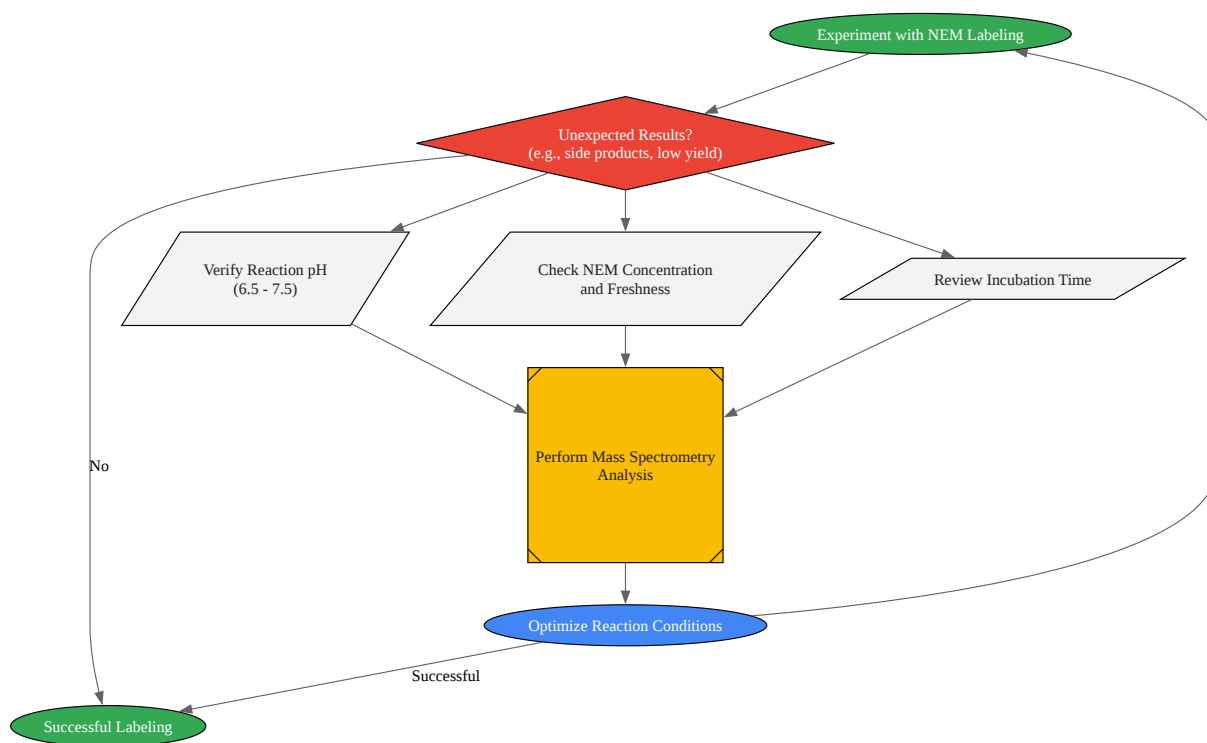 Experiment with NEM Labeling
Unexpected Results?
(e.g., side products, low yield)
Verify Reaction pH
(6.5 - 7.5)
Check NEM Concentration
and Freshness
Review Incubation Time
No
Perform Mass Spectrometry
Analysis
Optimize Reaction Conditions
Successful
Successful Labeling